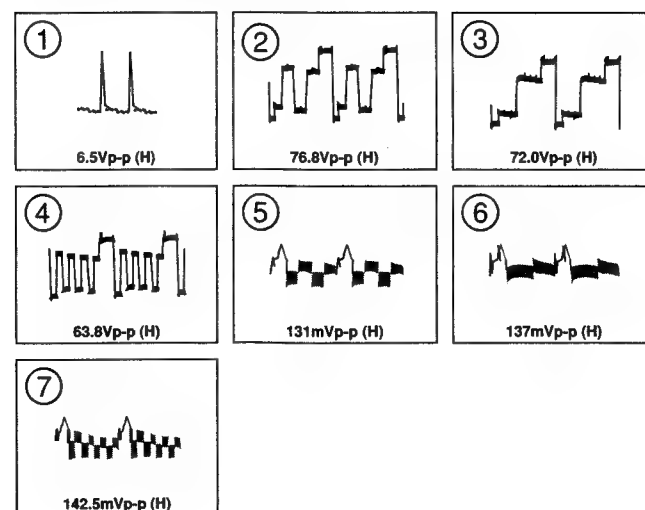 1
2
3
6.5Vp-p (H)
76.8Vp-p (H)
72.0Vp-p (H)
4
5
6
63.8Vp-p (H)
131mVp-p (H)
137mVp-p (H)
7
142.5mVp-p (H)